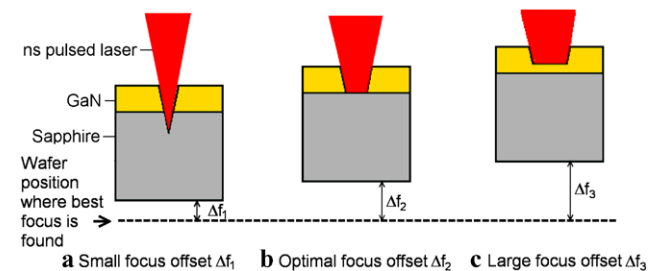 ns pulsed laser
GaN
Sapphire
Wafer
position
where best
focus is
found
Δf₁
Δf₂
Δf₃
a Small focus offset Δf₁
b Optimal focus offset Δf₂
c Large focus offset Δf₃